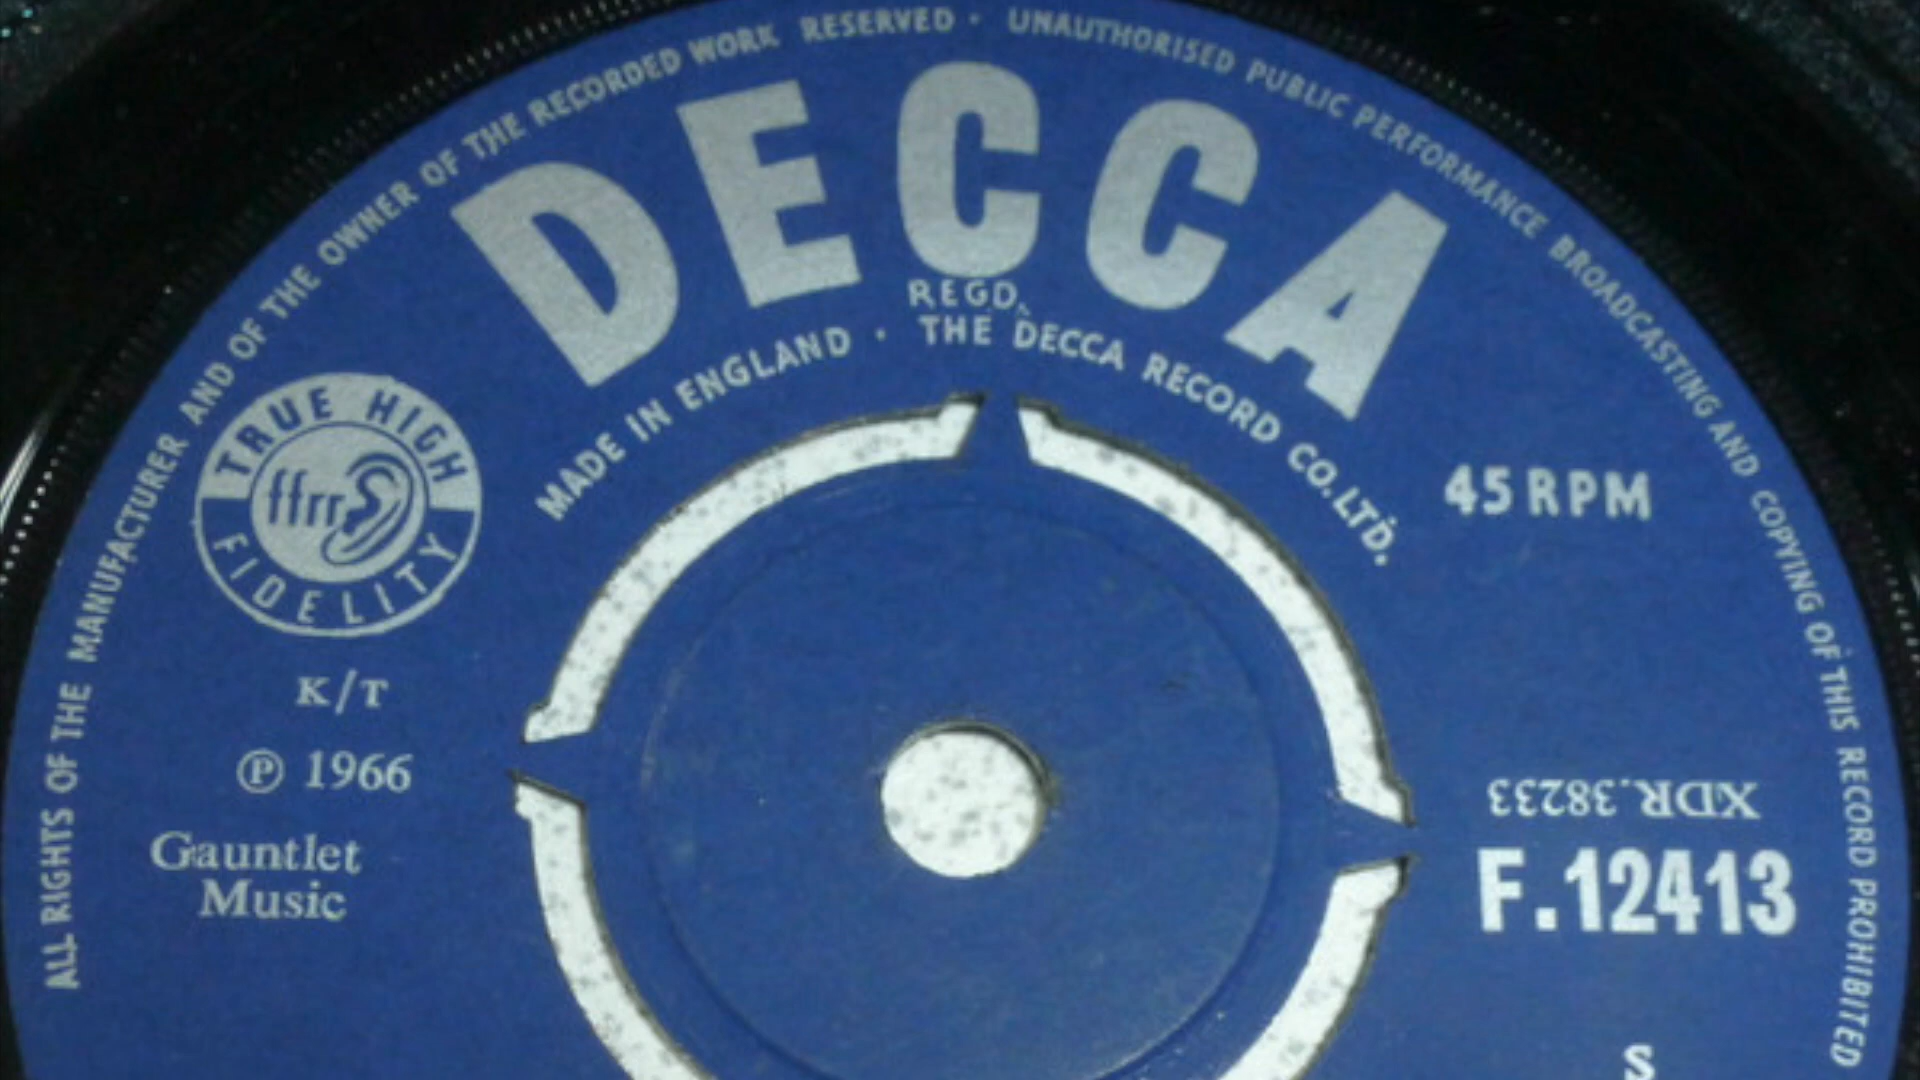 ALL RIGHTS OF THE MANUFACTURER AND OF THE OWNER OF THE RECORDED WORK RESERVED · UNAUTHORISED PUBLIC PERFORMANCE BROADCASTING AND COPYING OF THIS RECORD PROHIBITED
DECCA
REGD.
MADE IN ENGLAND · THE DECCA RECORD CO. LTD.
TRUE HIGH
ffrr
FIDELITY
45 RPM
K/T
℗ 1966
Gauntlet
Music
XDR.38233
F.12413
S